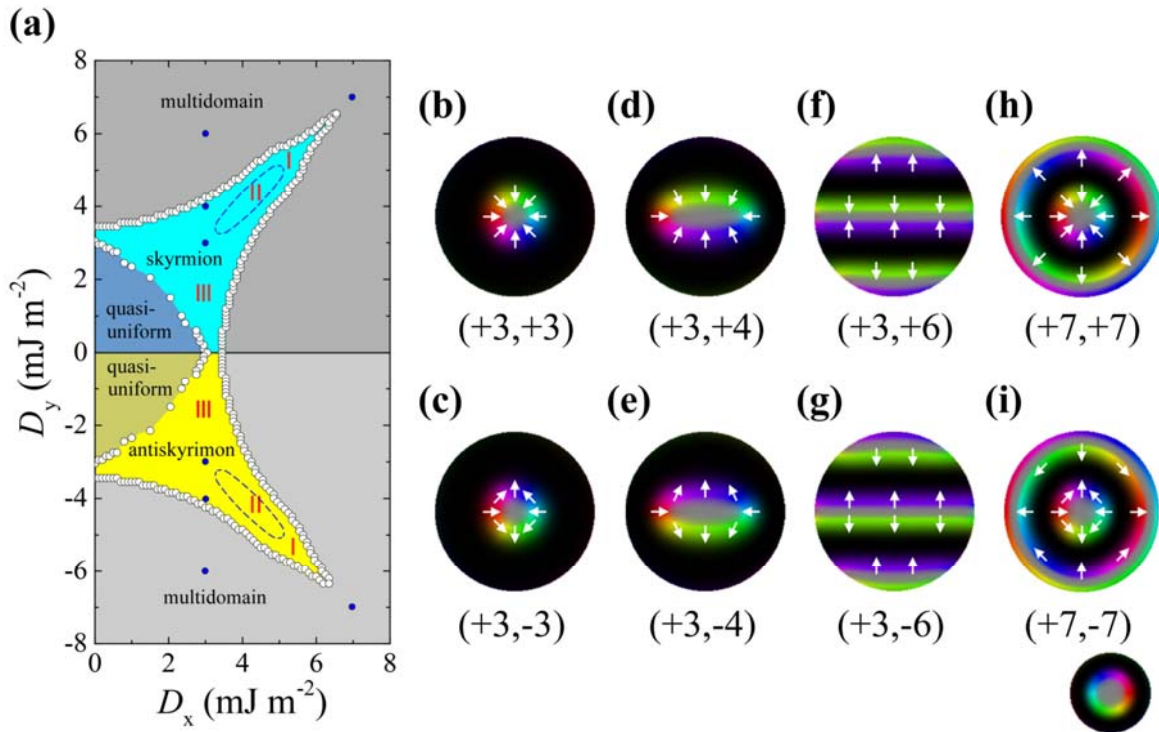 (a)
8
6
4
2
0
-2
-4
-6
-8
0 2 4 6 8
D_y (mJ m⁻²)
D_x (mJ m⁻²)
multidomain
I
II
skyrmion
III
quasi-
uniform
quasi-
uniform
III
antiskyrimon
II
I
multidomain
(b) (d) (f) (h)
(+3,+3) (+3,+4) (+3,+6) (+7,+7)
(c) (e) (g) (i)
(+3,-3) (+3,-4) (+3,-6) (+7,-7)